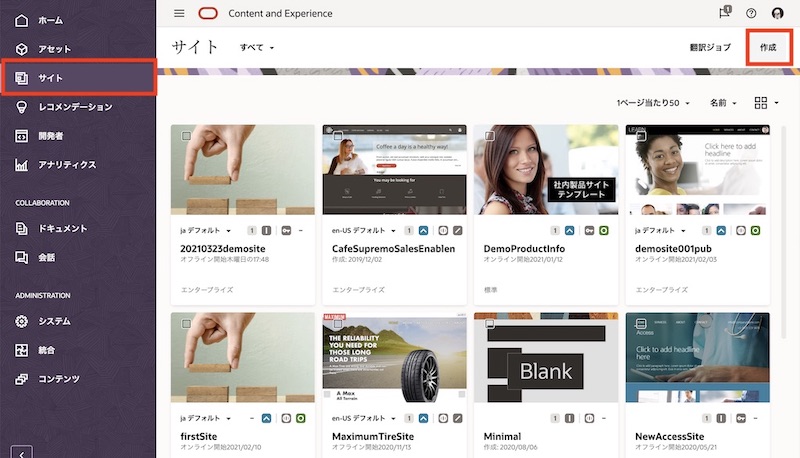 ホーム
アセット
サイト
レコメンデーション
開発者
アナリティクス
COLLABORATION
ドキュメント
会話
ADMINISTRATION
システム
統合
コンテンツ
Content and Experience
1
サイト
すべて
翻訳ジョブ
作成
1ページ当たり50
名前
ja デフォルト
1
20210323demosite
オフライン開始木曜日の17:48
エンタープライズ
Coffee a day is a healthy way!
You may be looking for
en-US デフォルト
1
CafeSupremoSalesEnablen
作成: 2019/12/02
エンタープライズ
社内製品サイト
テンプレート
1
DemoProductInfo
オンライン開始2021/01/12
標準
Click here to add
headline
ja デフォルト
1
demosite001pub
オンライン開始2021/02/03
エンタープライズ
ja デフォルト
-
firstSite
オンライン開始2021/02/10
MAXIMUM
THE RELIABILITY
YOU NEED FOR
THOSE LONG
ROAD TRIPS
A Max
All Terrain
en-US デフォルト
1
MaximumTireSite
オンライン開始2020/11/13
Blank
1
Minimal
作成: 2020/08/06
Access
Click here to add
headline here
1
NewAccessSite
オンライン開始2020/05/21